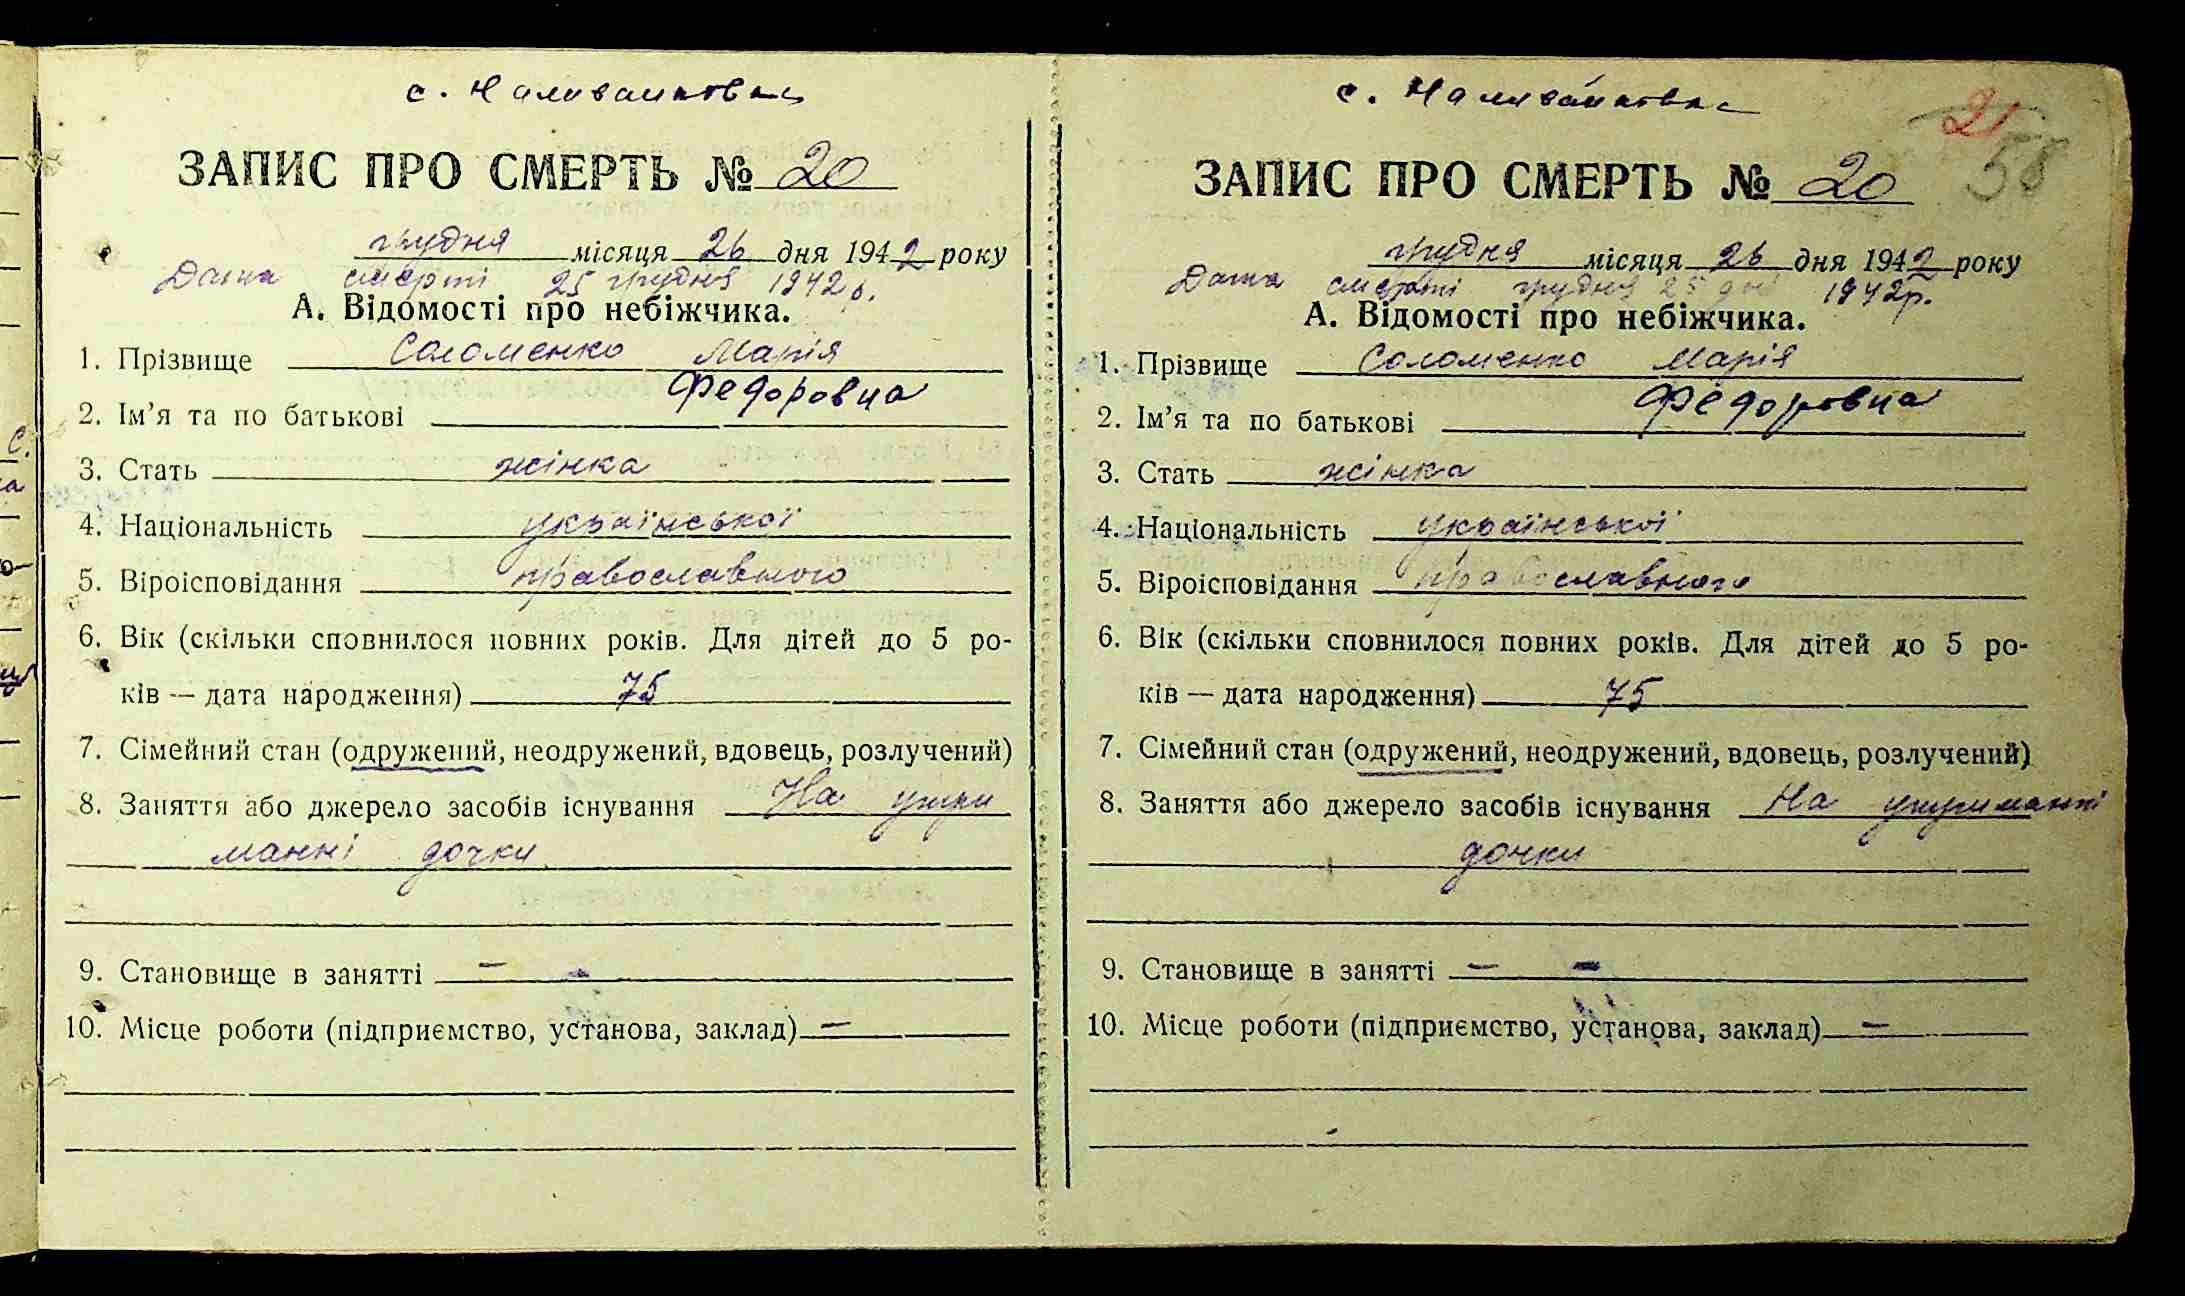 с. Наливайковка
ЗАПИС ПРО СМЕРТЬ № 20
грудня місяця 26 дня 1942 року
Дата смерті 25 грудня 1942 р.
А. Відомості про небіжчика.
1. Прізвище Соломенко Марія
2. Ім’я та по батькові Федоровна
3. Стать жінка
4. Національність української
5. Віроісповідання православного
6. Вік (скільки сповнилося повних років. Для дітей до 5 ро-
ків — дата народження) 75
7. Сімейний стан (одружений, неодружений, вдовець, розлучений)
8. Заняття або джерело засобів існування На утри
манні дочки
9. Становище в занятті — -
10. Місце роботи (підприємство, установа, заклад) —
с. Наливайковка
21
58
ЗАПИС ПРО СМЕРТЬ № 20
грудня місяця 26 дня 1942 року
Дата смерті грудня 25 дня 1942р.
А. Відомості про небіжчика.
1. Прізвище Соломенко Марія
2. Ім’я та по батькові Федоровна
3. Стать жінка
4. Національність української
5. Віроісповідання православного
6. Вік (скільки сповнилося повних років. Для дітей до 5 ро-
ків — дата народження) 75
7. Сімейний стан (одружений, неодружений, вдовець, розлучений)
8. Заняття або джерело засобів існування На утриманні
дочки
9. Становище в занятті — —
10. Місце роботи (підприємство, установа, заклад) —